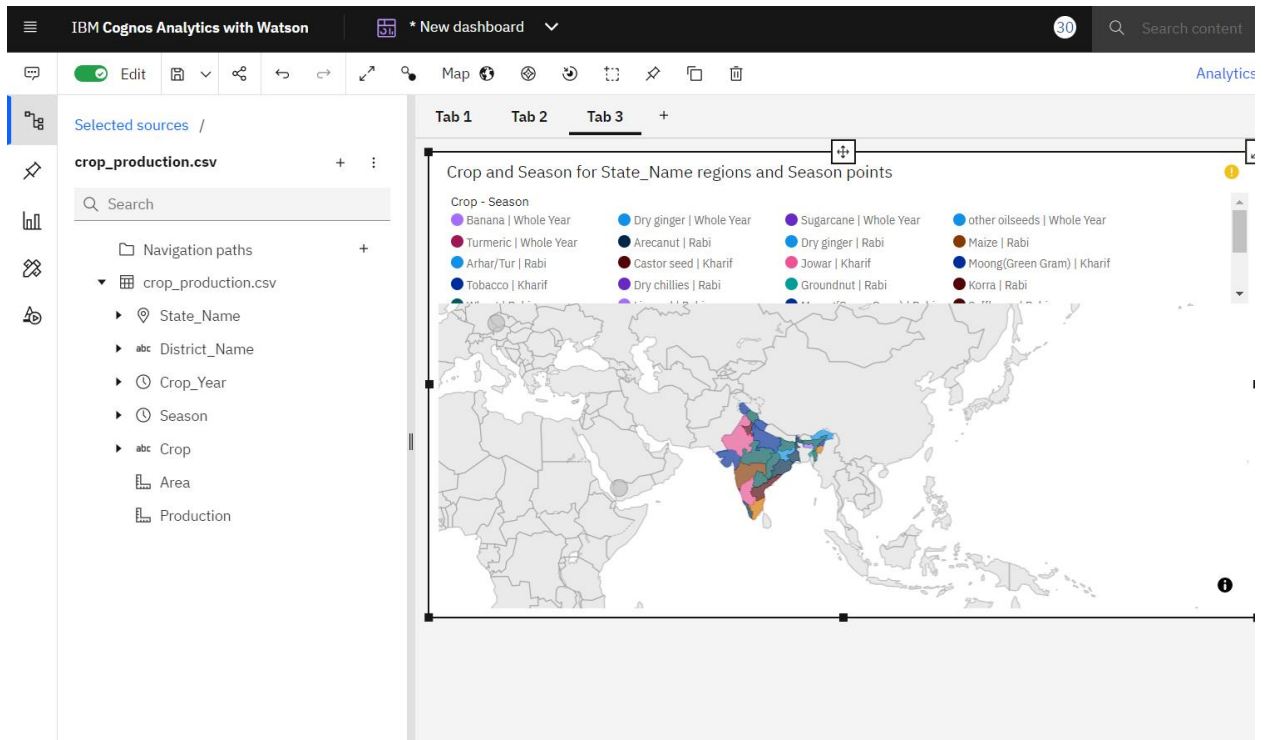 IBM Cognos Analytics with Watson
* New dashboard
30
Search content
Edit
Map
Analytics
Selected sources /
crop_production.csv
Search
Navigation paths
crop_production.csv
State_Name
abc District_Name
Crop_Year
Season
abc Crop
Area
Production
Tab 1 Tab 2 Tab 3 +
Crop and Season for State_Name regions and Season points
Crop - Season
Banana | Whole Year Dry ginger | Whole Year Sugarcane | Whole Year other oilseeds | Whole Year
Turmeric | Whole Year Arecanut | Rabi Dry ginger | Rabi Maize | Rabi
Arhar/Tur | Rabi Castor seed | Kharif Jowar | Kharif Moong(Green Gram) | Kharif
Tobacco | Kharif Dry chillies | Rabi Groundnut | Rabi Korra | Rabi